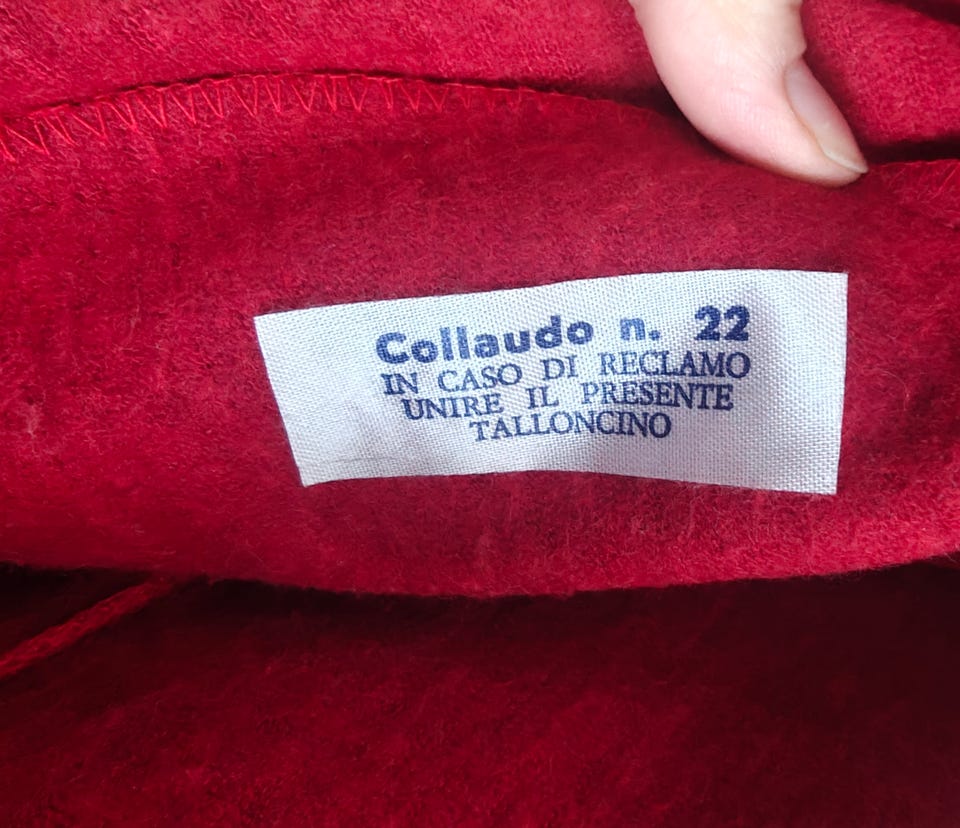 Collaudo n. 22
IN CASO DI RECLAMO
UNIRE IL PRESENTE
TALLONCINO